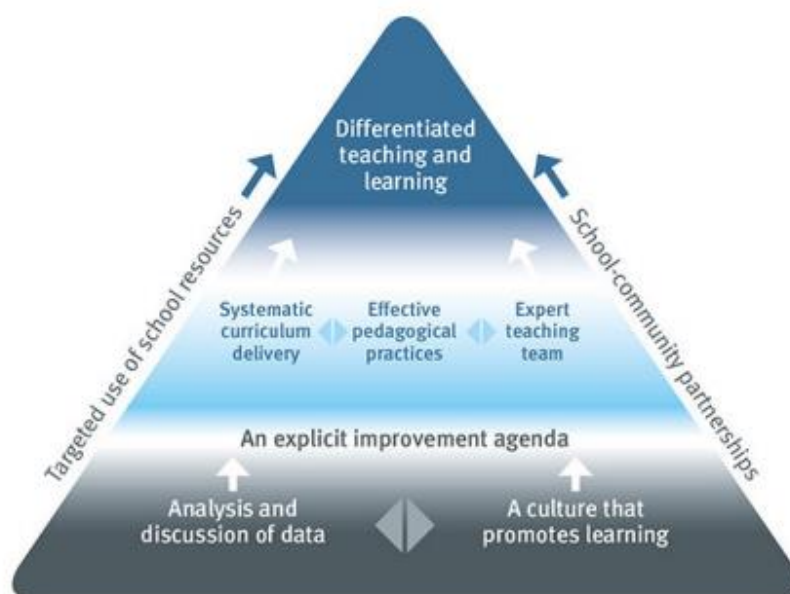 Differentiated
teaching and
learning
Targeted use of school resources
School-community partnerships
Systematic
curriculum
delivery
Effective
pedagogical
practices
Expert
teaching
team
An explicit improvement agenda
Analysis and
discussion of data
A culture that
promotes learning